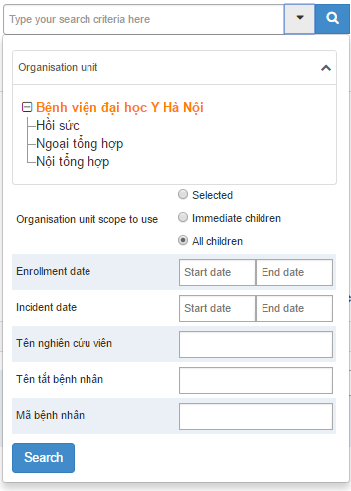 Type your search criteria here
Organisation unit
Bệnh viện đại học Y Hà Nội
Hồi sức
Ngoại tổng hợp
Nội tổng hợp
Organisation unit scope to use
Selected
Immediate children
All children
Enrollment date Start date End date
Incident date Start date End date
Tên nghiên cứu viên
Tên tắt bệnh nhân
Mã bệnh nhân
Search